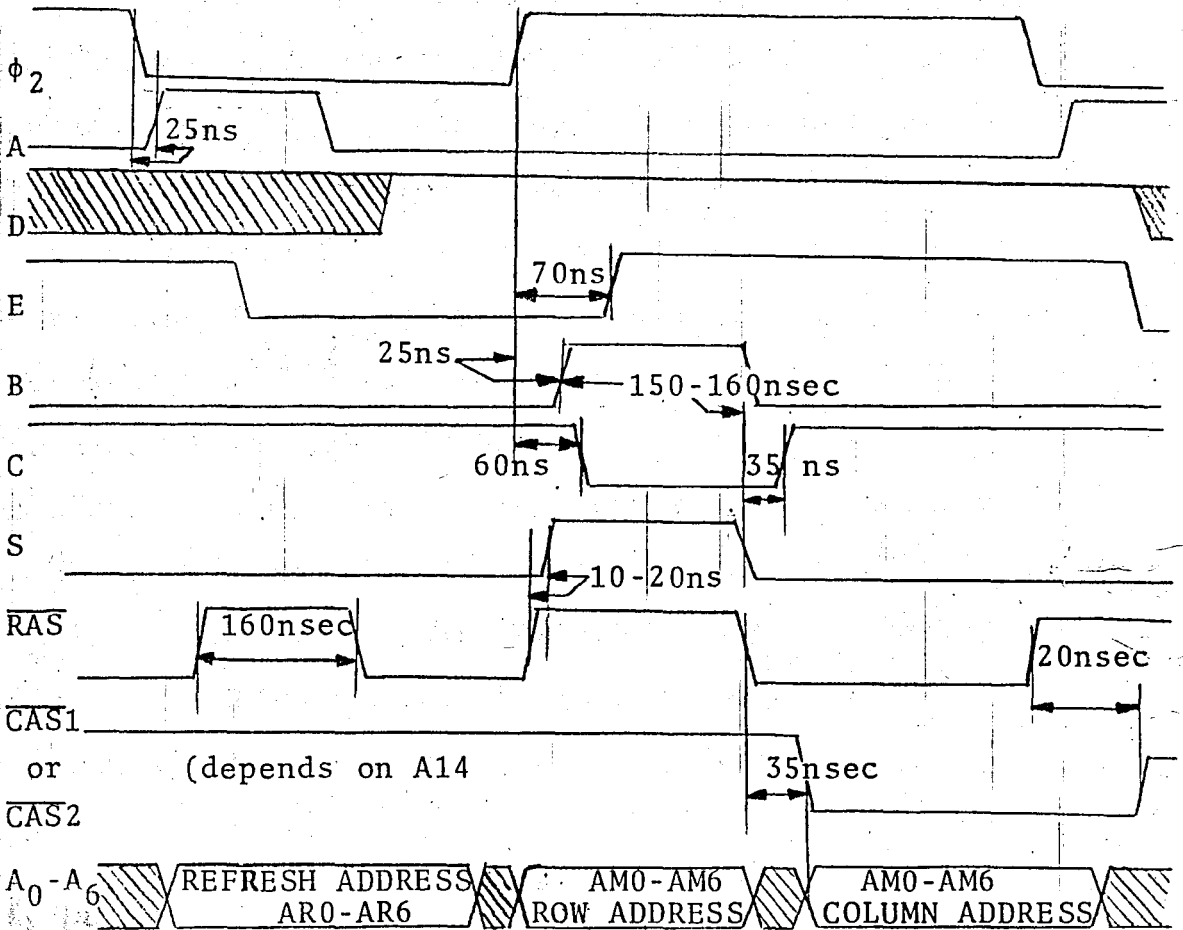 ϕ2
25ns
A
D
70ns
E
25ns
B
150-160nsec
C
60ns
35 ns
S
10-20ns
RAS
160nsec
20nsec
CAS1
or
(depends on A14
35nsec
CAS2
A0-A6
REFRESH ADDRESS
AR0-AR6
AM0-AM6
ROW ADDRESS
AM0-AM6
COLUMN ADDRESS